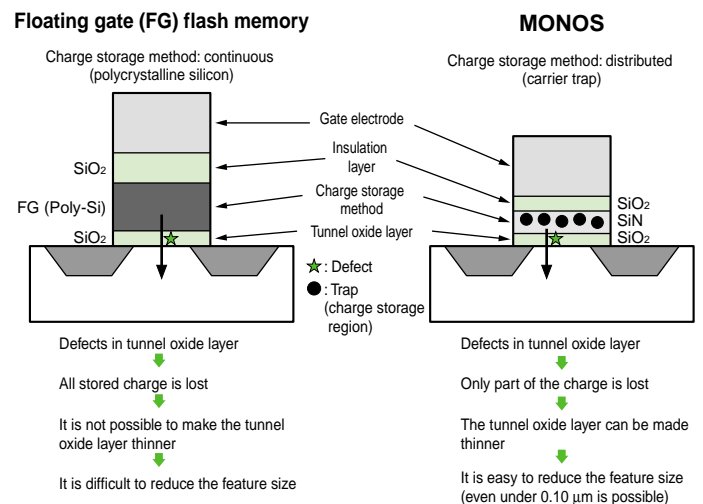 Floating gate (FG) flash memory
Charge storage method: continuous
(polycrystalline silicon)
MONOS
Charge storage method: distributed
(carrier trap)
SiO2
FG (Poly-Si)
SiO2
Gate electrode
Insulation
layer
Charge storage
method
Tunnel oxide layer
SiO2
SiN
SiO2
★: Defect
●: Trap
(charge storage
region)
Defects in tunnel oxide layer
All stored charge is lost
It is not possible to make the tunnel
oxide layer thinner
It is difficult to reduce the feature size
Defects in tunnel oxide layer
Only part of the charge is lost
The tunnel oxide layer can be made
thinner
It is easy to reduce the feature size
(even under 0.10 μm is possible)